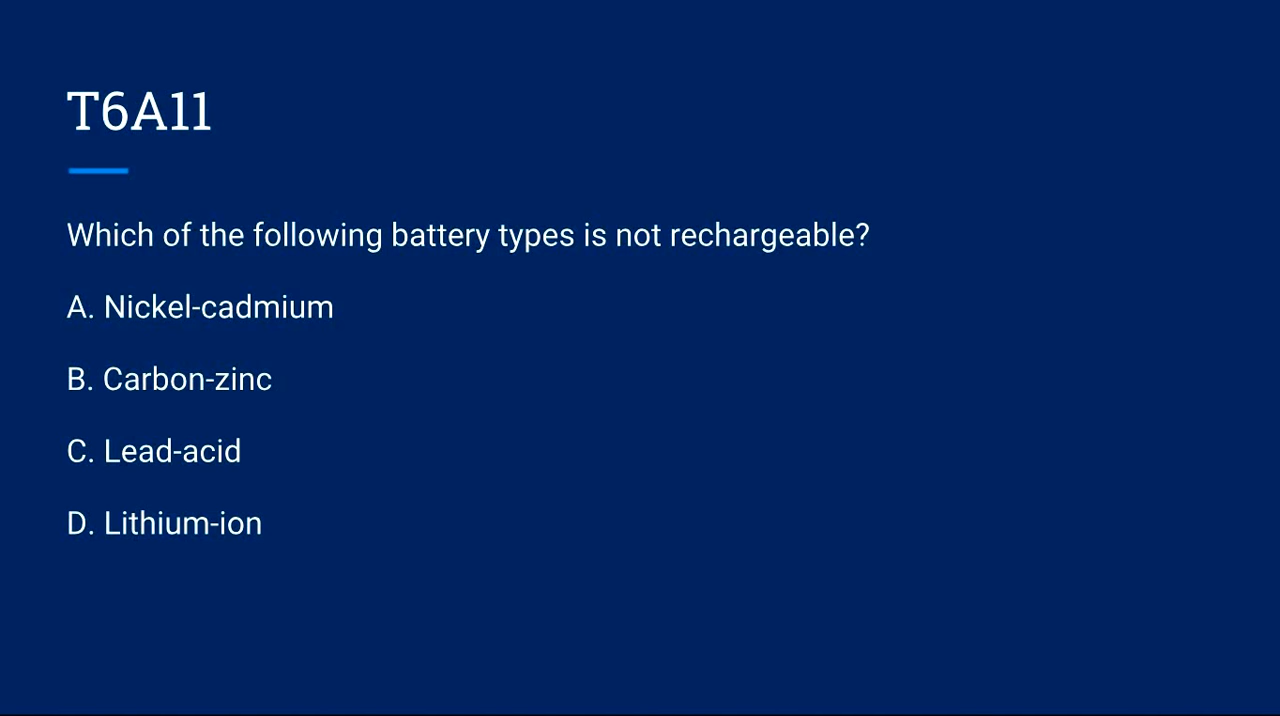 T6A11
Which of the following battery types is not rechargeable?
A. Nickel-cadmium
B. Carbon-zinc
C. Lead-acid
D. Lithium-ion